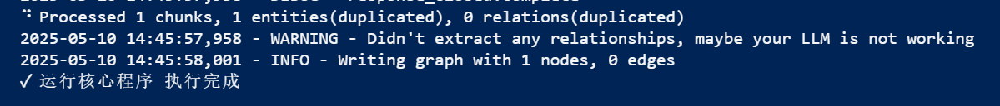 Processed 1 chunks, 1 entities(duplicated), 0 relations(duplicated)
2025-05-10 14:45:57,958 - WARNING - Didn't extract any relationships, maybe your LLM is not working
2025-05-10 14:45:58,001 - INFO - Writing graph with 1 nodes, 0 edges
✓ 运行核心程序 执行完成